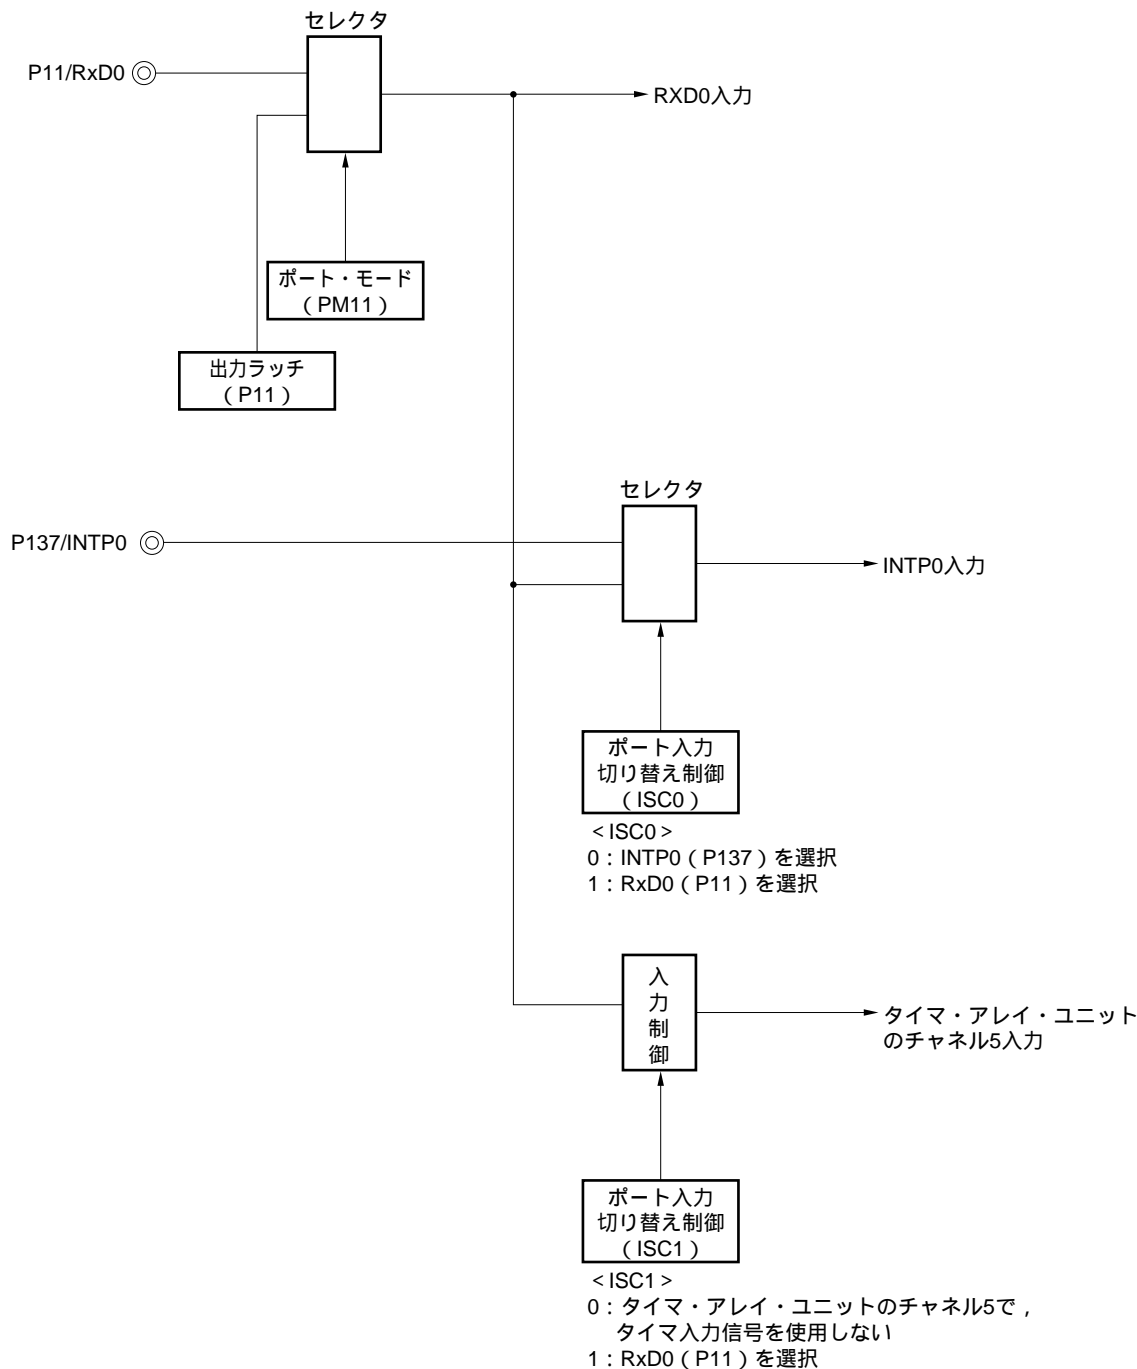 セレクタ
P11/RxD0
RXD0入力
ポート・モード
（PM11）
出力ラッチ
（P11）
セレクタ
P137/INTP0
INTP0入力
ポート入力
切り替え制御
（ISC0）
＜ISC0＞
0：INTP0（P137）を選択
1：RxD0（P11）を選択
入力制御
タイマ・アレイ・ユニット
のチャネル5入力
ポート入力
切り替え制御
（ISC1）
＜ISC1＞
0：タイマ・アレイ・ユニットのチャネル5で，
タイマ入力信号を使用しない
1：RxD0（P11）を選択